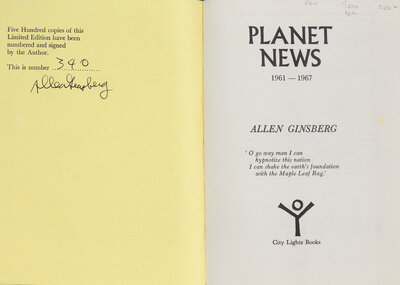 Five Hundred copies of this
Limited Edition have been
numbered and signed
by the Author.
This is number ...340...
Allen Ginsberg
PLANET
NEWS
1961 — 1967
ALLEN GINSBERG
' O go way man I can
hypnotize this nation
I can shake the earth's foundation
with the Maple Leaf Rag.'
City Lights Books